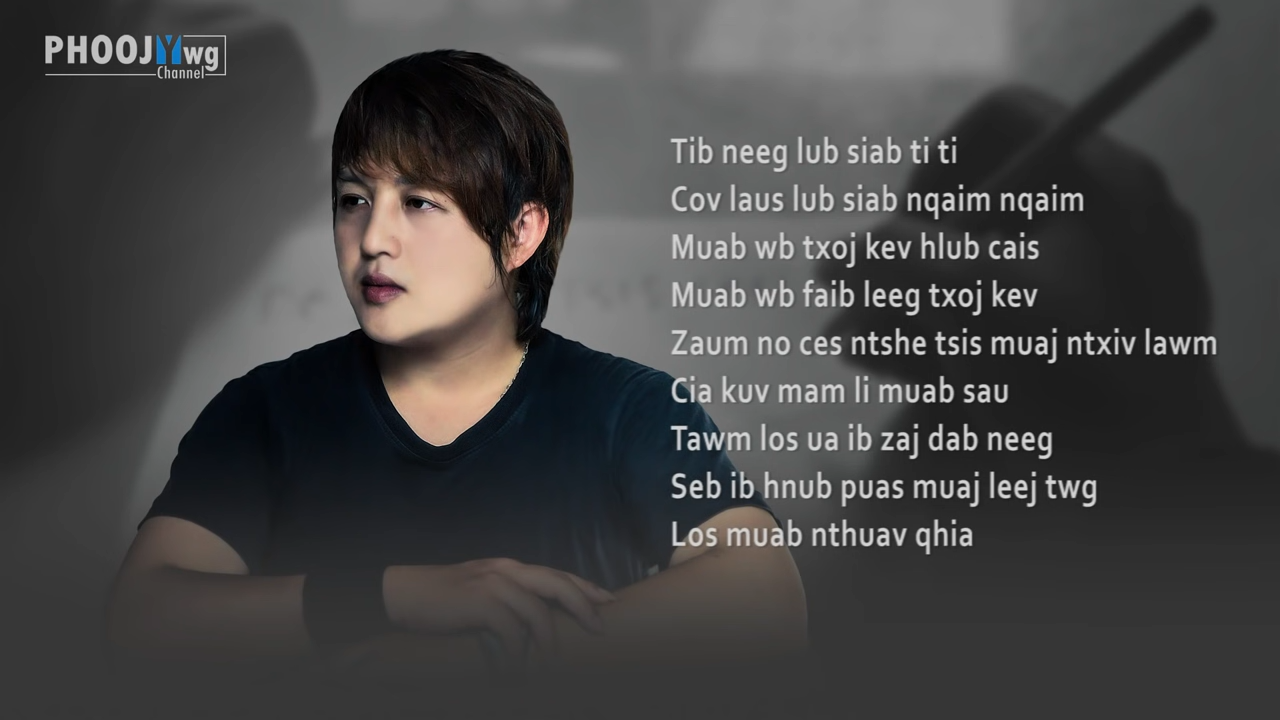 PHOOJYwg
Channel
Tib neeg lub siab ti ti
Cov laus lub siab nqaim nqaim
Muab wb txoj kev hlub cais
Muab wb faib leeg txoj kev
Zaum no ces ntshe tsis muaj ntxiv lawm
Cia kuv mam li muab sau
Tawm los ua ib zaj dab neeg
Seb ib hnub puas muaj leej twg
Los muab nthuav qhia